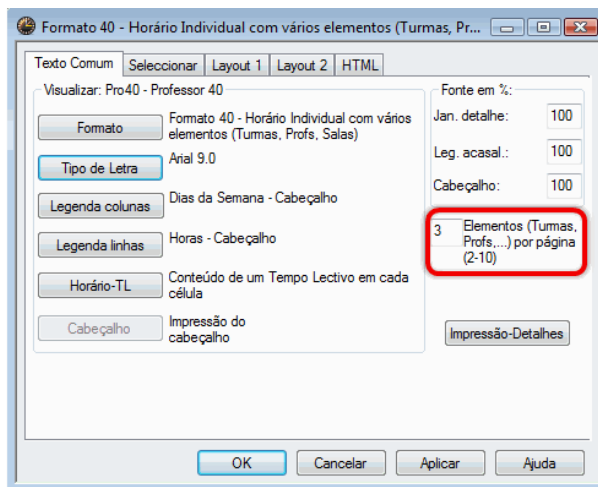 Formato 40 - Horário Individual com vários elementos (Turmas, Pr...
Texto Comum
Seleccionar
Layout 1
Layout 2
HTML
Visualizar: Pro40 - Professor 40
Formato
Formato 40 - Horário Individual com vários
elementos (Turmas, Profs, Salas)
Tipo de Letra
Arial 9.0
Legenda colunas
Dias da Semana - Cabeçalho
Legenda linhas
Horas - Cabeçalho
Horário-TL
Conteúdo de um Tempo Lectivo em cada
célula
Cabeçalho
Impressão do
cabeçalho
Fonte em %:
Jan. detalhe:
100
Leg. acasal.:
100
Cabeçalho:
100
3
Elementos (Turmas,
Profs,...) por página
(2-10)
Impressão-Detalhes
OK
Cancelar
Aplicar
Ajuda